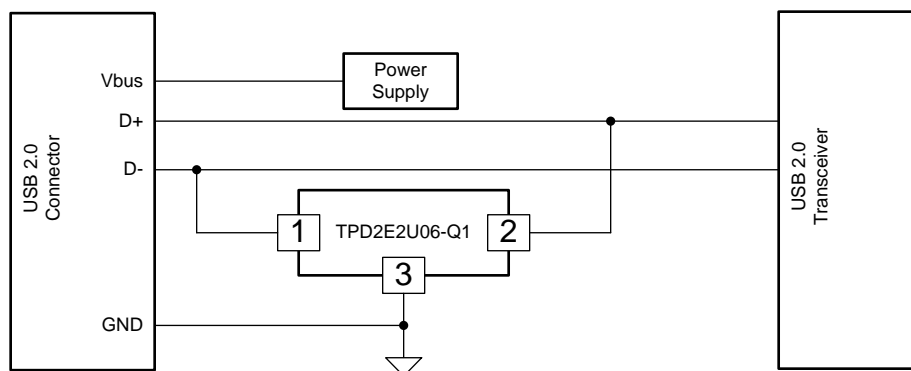 USB 2.0
Connector
Vbus
D+
D-
GND
Power
Supply
1
TPD2E2U06-Q1
2
3
USB 2.0
Transceiver